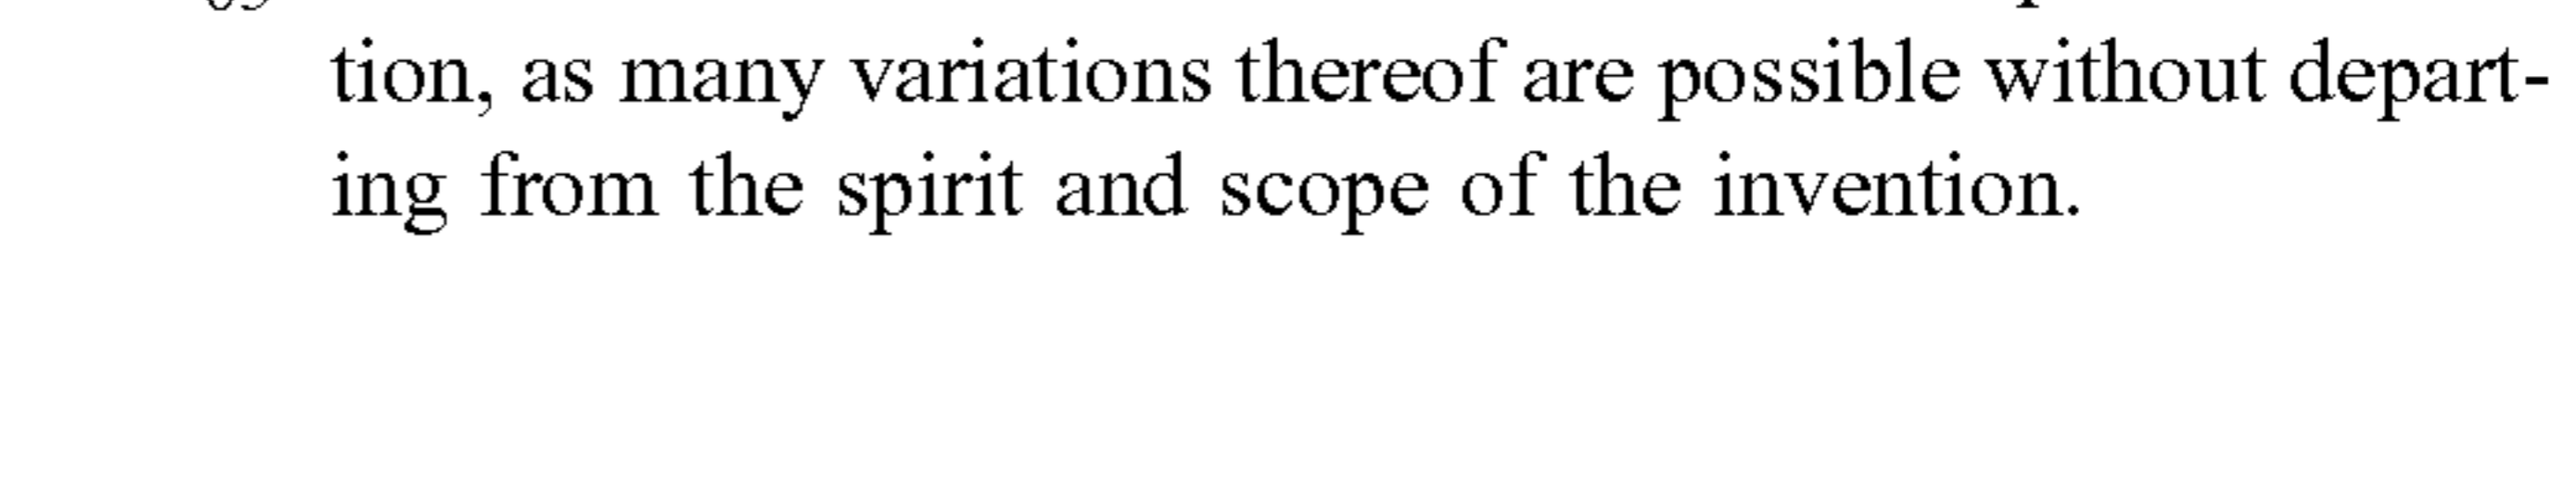 tion, as many variations thereof are possible without depart-
ing from the spirit and scope of the invention.